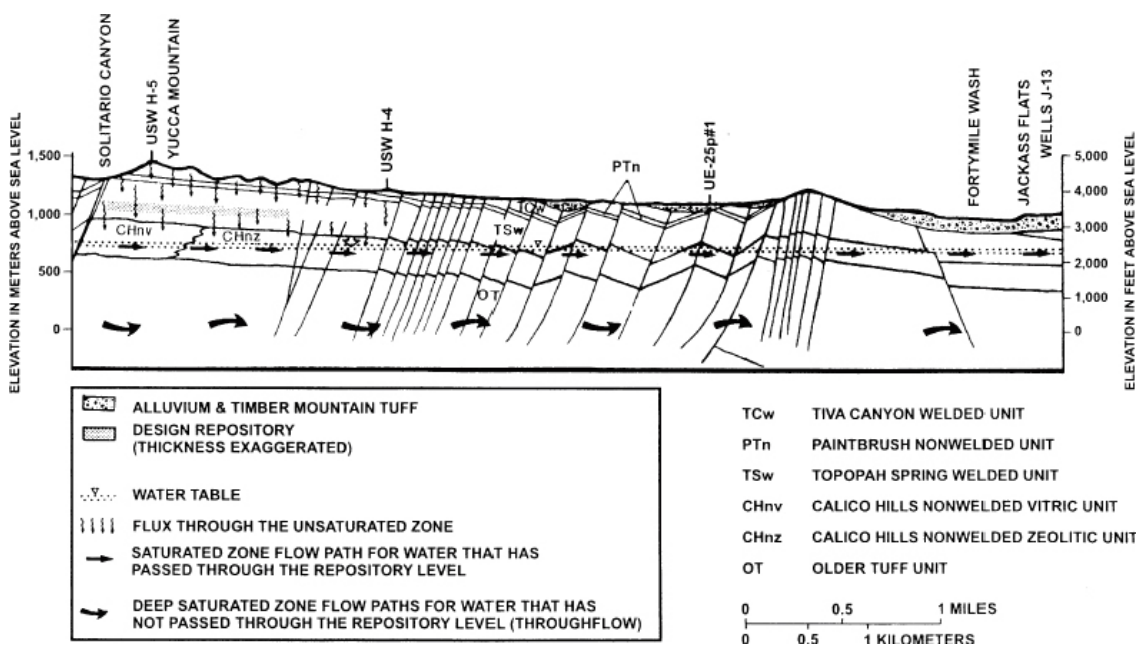 SOLITARIO CANYON
USW H-5
YUCCA MOUNTAIN
USW H-4
UE-25p#1
FORTYMILE WASH
JACKASS FLATS
WELLS J-13
ELEVATION IN METERS ABOVE SEA LEVEL
1,500
1,000
500
0
ELEVATION IN FEET ABOVE SEA LEVEL
5,000
4,000
3,000
2,000
1,000
0
PTn
TCw
TSw
CHnv
CHnz
OT
ALLUVIUM & TIMBER MOUNTAIN TUFF
DESIGN REPOSITORY
(THICKNESS EXAGGERATED)
WATER TABLE
FLUX THROUGH THE UNSATURATED ZONE
SATURATED ZONE FLOW PATH FOR WATER THAT HAS
PASSED THROUGH THE REPOSITORY LEVEL
DEEP SATURATED ZONE FLOW PATHS FOR WATER THAT HAS
NOT PASSED THROUGH THE REPOSITORY LEVEL (THROUGHFLOW)
TCw TIVA CANYON WELDED UNIT
PTn PAINTBRUSH NONWELDED UNIT
TSw TOPOPAH SPRING WELDED UNIT
CHnv CALICO HILLS NONWELDED VITRIC UNIT
CHnz CALICO HILLS NONWELDED ZEOLITIC UNIT
OT OLDER TUFF UNIT
0 0.5 1 MILES
0 0.5 1 KILOMETERS